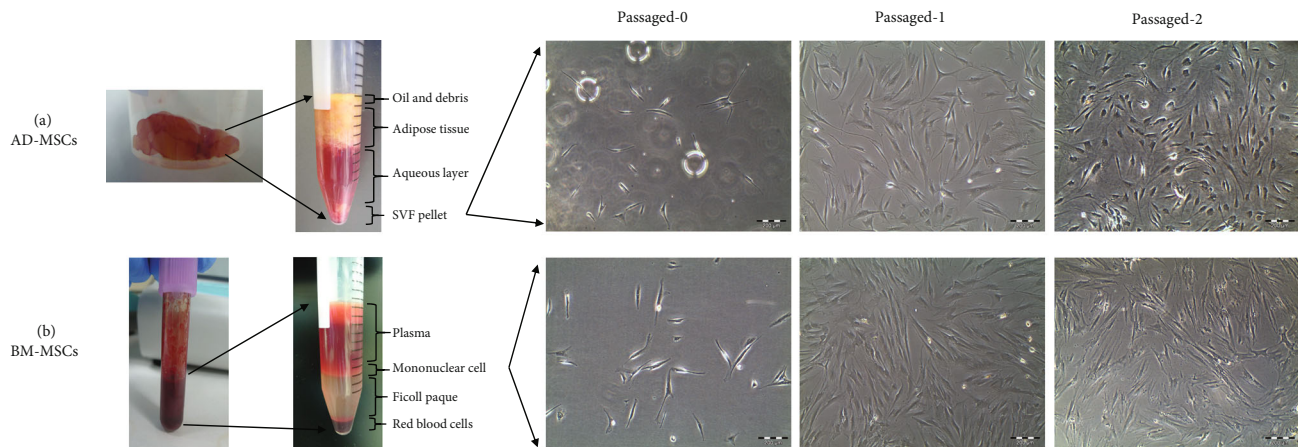 Passaged-0
Passaged-1
Passaged-2
(a)
AD-MSCs
Oil and debris
Adipose tissue
Aqueous layer
SVF pellet
(b)
BM-MSCs
Plasma
Mononuclear cell
Ficoll paque
Red blood cells